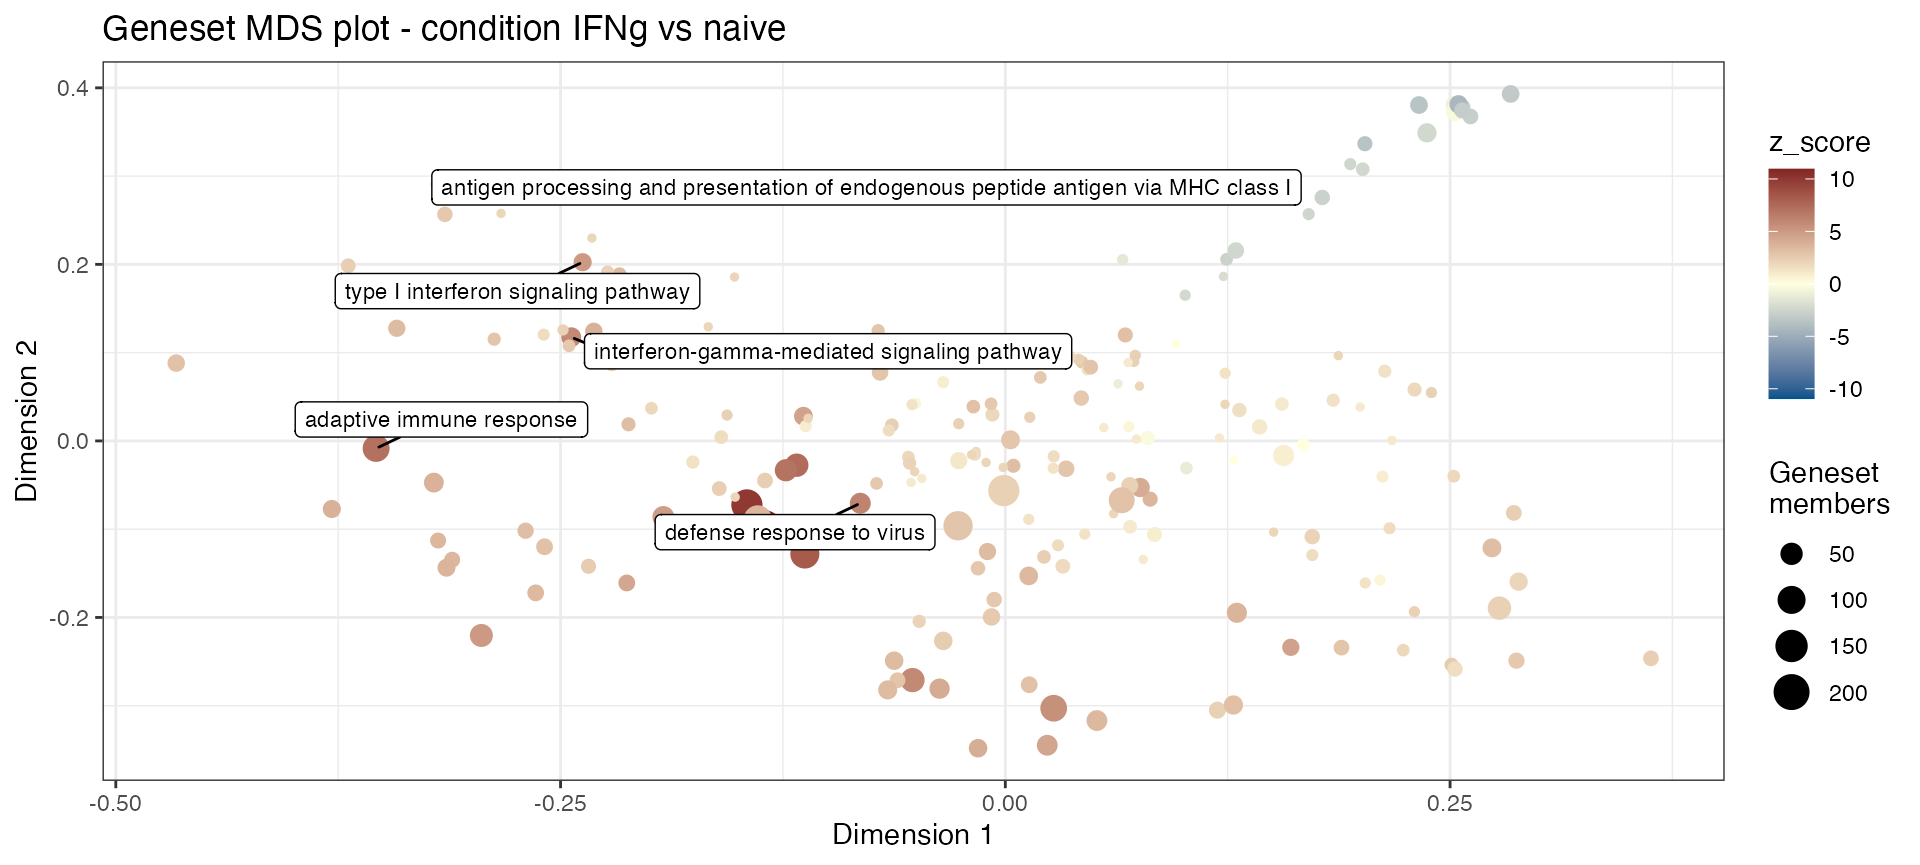 Geneset MDS plot - condition IFNg vs naive
0.4
0.2
0.0
-0.2
Dimension 2
antigen processing and presentation of endogenous peptide antigen via MHC class I
type I interferon signaling pathway
interferon-gamma-mediated signaling pathway
adaptive immune response
defense response to virus
-0.50
-0.25
0.00
0.25
Dimension 1
z_score
10
5
0
-5
-10
Geneset
members
50
100
150
200